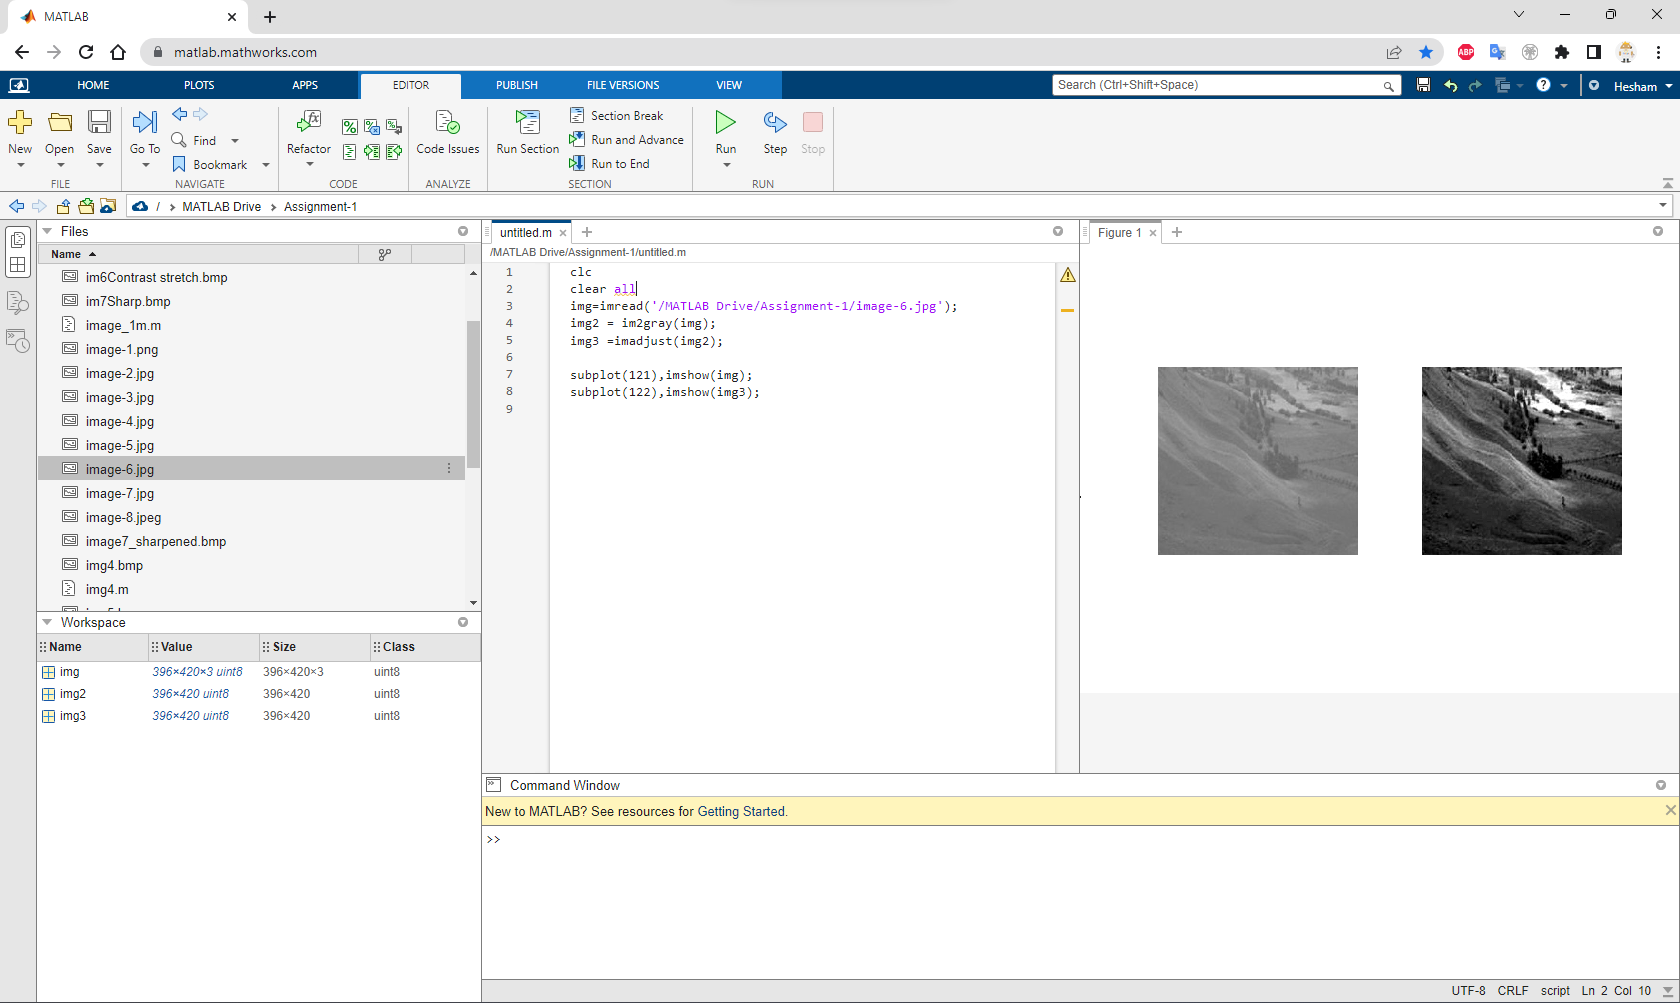 MATLAB
matlab.mathworks.com
ABP
HOME PLOTS APPS EDITOR PUBLISH FILE VERSIONS VIEW
Search (Ctrl+Shift+Space)
Hesham
New Open Save Go To Find Bookmark
Refactor Code Issues Run Section
Section Break
Run and Advance
Run to End
Run Step Stop
FILE NAVIGATE CODE ANALYZE SECTION RUN
/ > MATLAB Drive > Assignment-1
Files
Name
im6Contrast stretch.bmp
im7Sharp.bmp
image_1m.m
image-1.png
image-2.jpg
image-3.jpg
image-4.jpg
image-5.jpg
image-6.jpg
image-7.jpg
image-8.jpeg
image7_sharpened.bmp
img4.bmp
img4.m
Workspace
Name Value Size Class
img 396×420×3 uint8 396×420×3 uint8
img2 396×420 uint8 396×420 uint8
img3 396×420 uint8 396×420 uint8
untitled.m
/MATLAB Drive/Assignment-1/untitled.m
1 clc
2 clear all
3 img=imread('/MATLAB Drive/Assignment-1/image-6.jpg');
4 img2 = im2gray(img);
5 img3 =imadjust(img2);
6
7 subplot(121),imshow(img);
8 subplot(122),imshow(img3);
9
Figure 1
Command Window
New to MATLAB? See resources for Getting Started.
>>
UTF-8 CRLF script Ln 2 Col 10